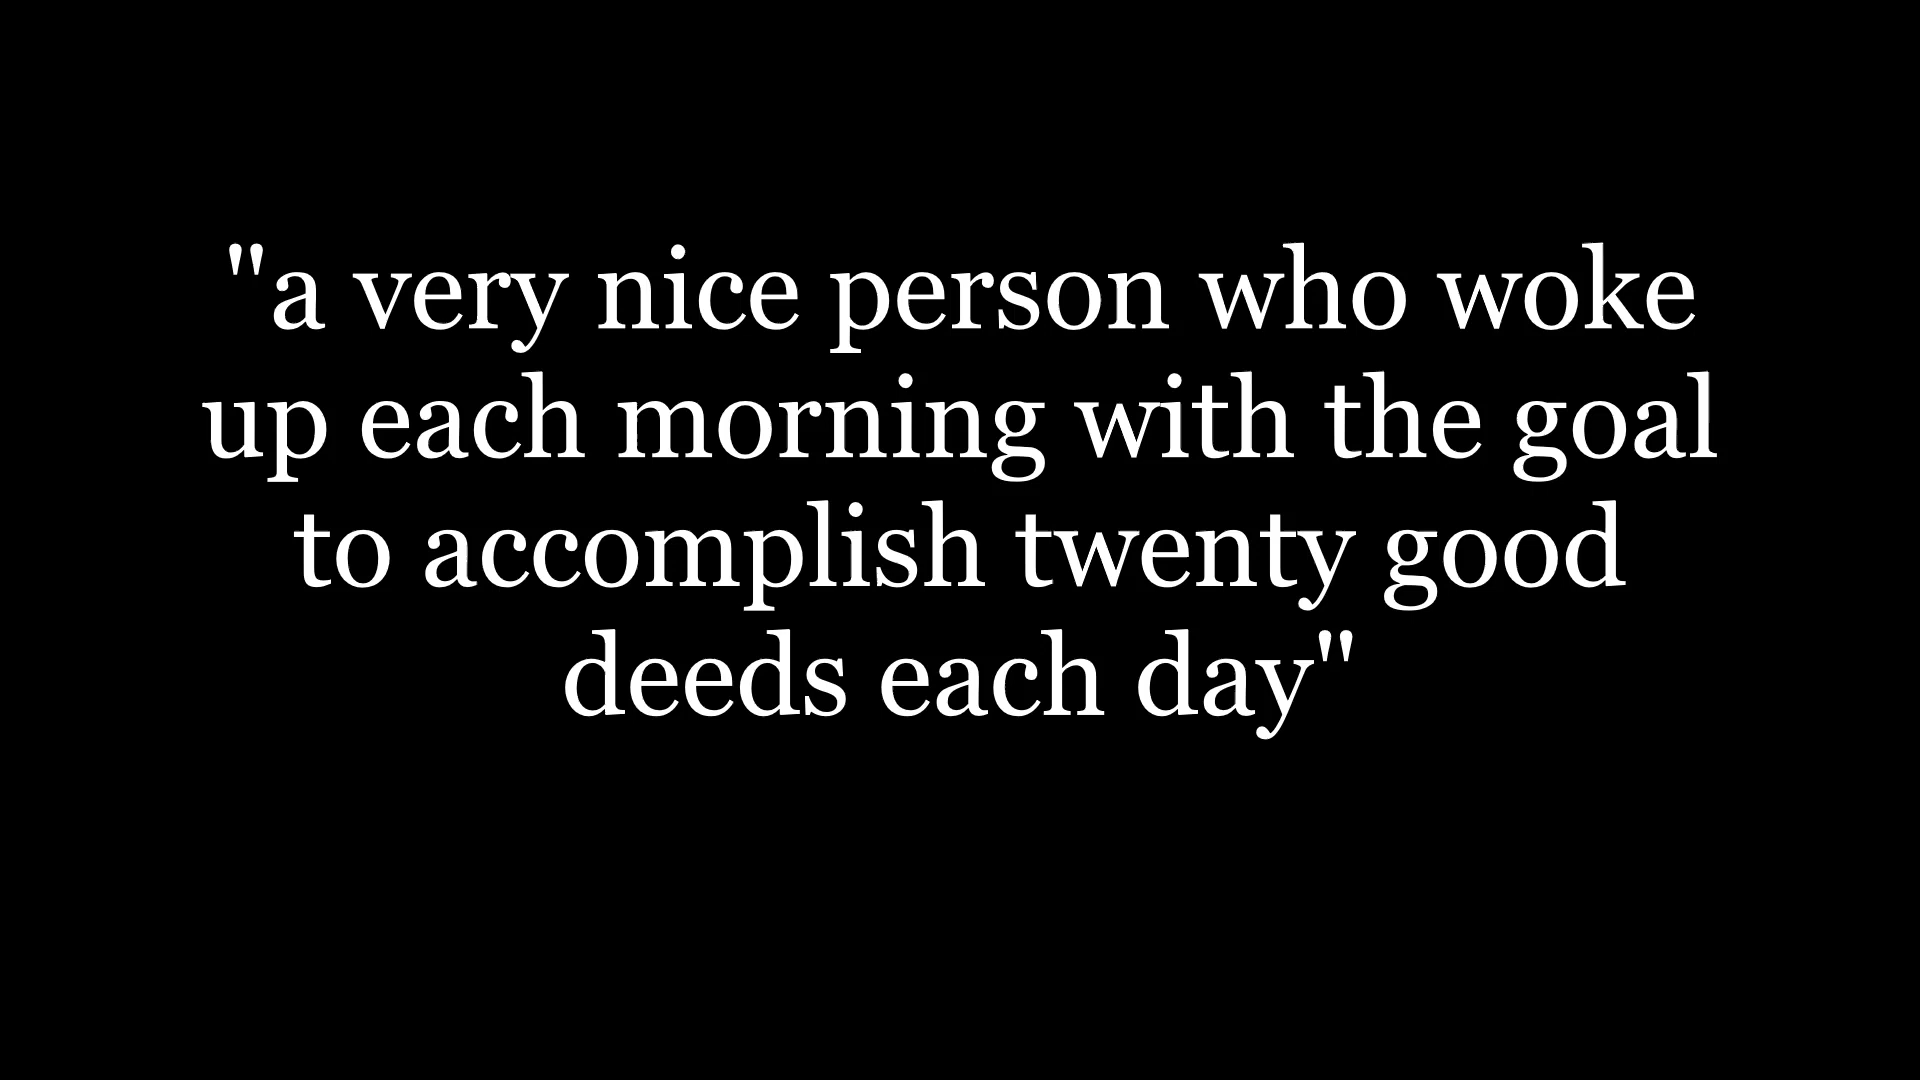 "a very nice person who woke
up each morning with the goal
to accomplish twenty good
deeds each day"